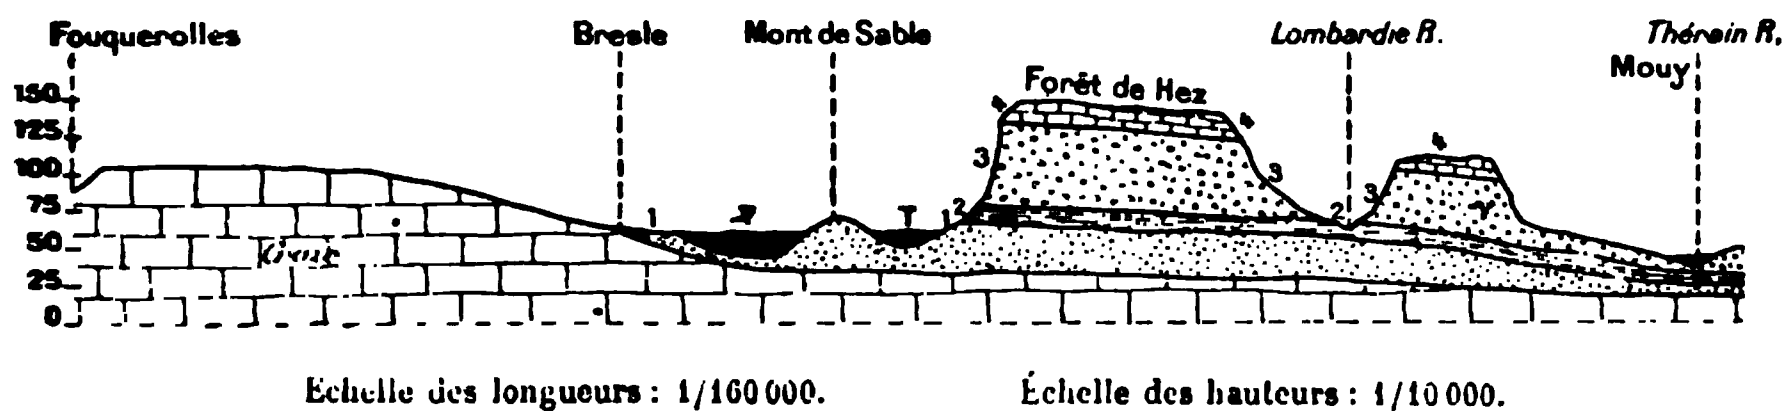 Fouquerolles Bresle Mont de Sable Lombardie R. Thérain R.
Mouy
Forêt de Hez
150
125
100
75
50
25
0
4 4 4
3 3 3
1 T T 1 2 2
Echelle des longueurs : 1/160 000. Échelle des hauteurs : 1/10 000.